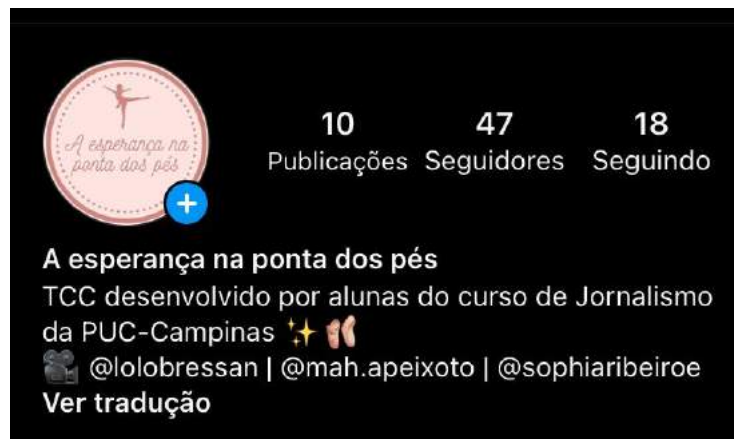 A esperança na
ponta dos pés
10 47 18
Publicações Seguidores Seguindo
A esperança na ponta dos pés
TCC desenvolvido por alunas do curso de Jornalismo
da PUC-Campinas ✨🩰
🎥 @lolobressan | @mah.apeixoto | @sophiaribeiroe
Ver tradução